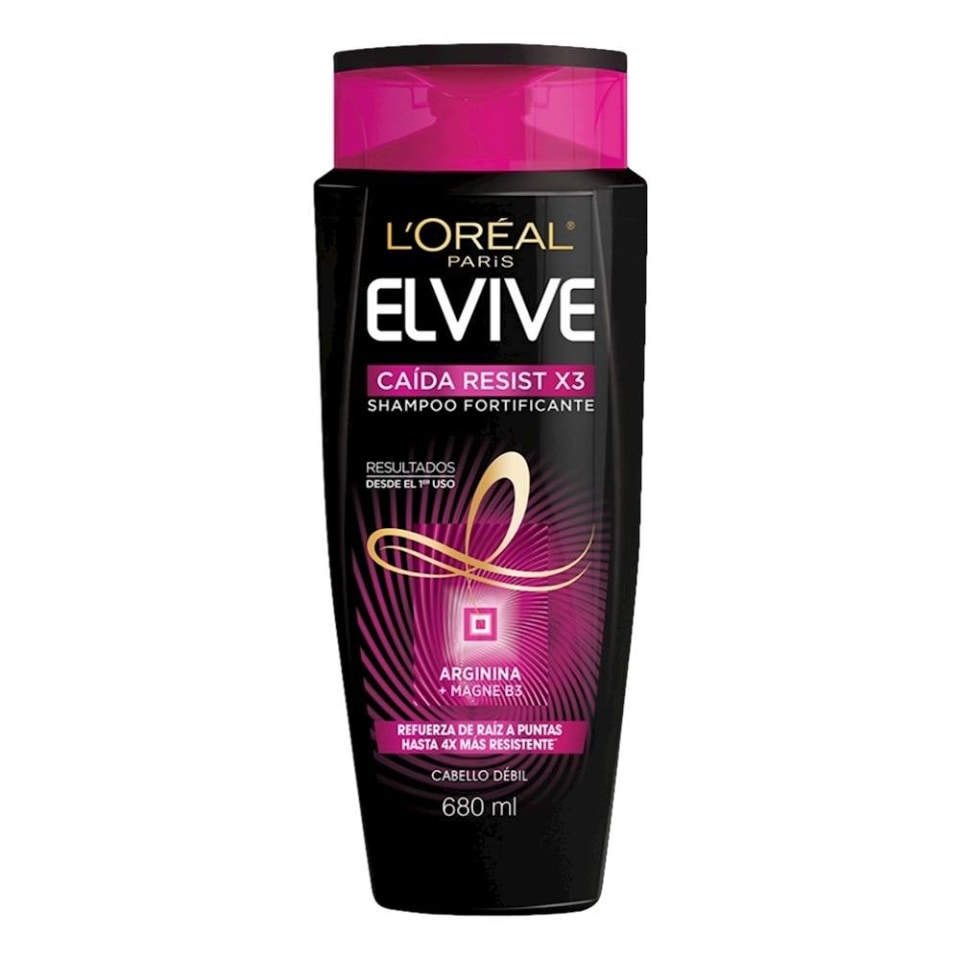 L'ORÉAL®
PARIS
ELVIVE
CAÍDA RESIST X3
SHAMPOO FORTIFICANTE
RESULTADOS
DESDE EL 1ER USO
ARGININA
+ MAGNE B3
REFUERZA DE RAÍZ A PUNTAS
HASTA 4X MÁS RESISTENTE*
CABELLO DÉBIL
680 ml